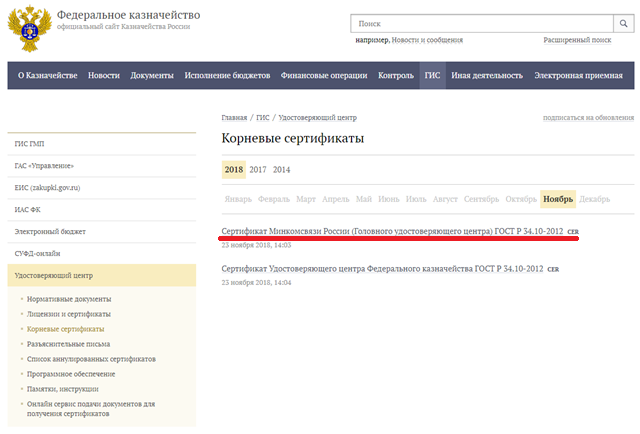 Федеральное казначейство
официальный сайт Казначейства России
Поиск
например, Новости и сообщения
Расширенный поиск
О Казначействе Новости Документы Исполнение бюджетов Финансовые операции Контроль ГИС Иная деятельность Электронная приемная
Главная / ГИС / Удостоверяющий центр
подписаться на обновления
Корневые сертификаты
2018 2017 2014
Январь Февраль Март Апрель Май Июнь Июль Август Сентябрь Октябрь Ноябрь Декабрь
Сертификат Минкомсвязи России (Головного удостоверяющего центра) ГОСТ Р 34.10-2012 CER
23 ноября 2018, 14:03
Сертификат Удостоверяющего центра Федерального казначейства ГОСТ Р 34.10-2012 CER
23 ноября 2018, 14:04
ГИС ГМП
ГАС «Управление»
ЕИС (zakupki.gov.ru)
ИАС ФК
Электронный бюджет
СУФД-онлайн
Удостоверяющий центр
Нормативные документы
Лицензии и сертификаты
Корневые сертификаты
Разъяснительные письма
Список аннулированных сертификатов
Программное обеспечение
Памятки, инструкции
Онлайн сервис подачи документов для
получения сертификатов